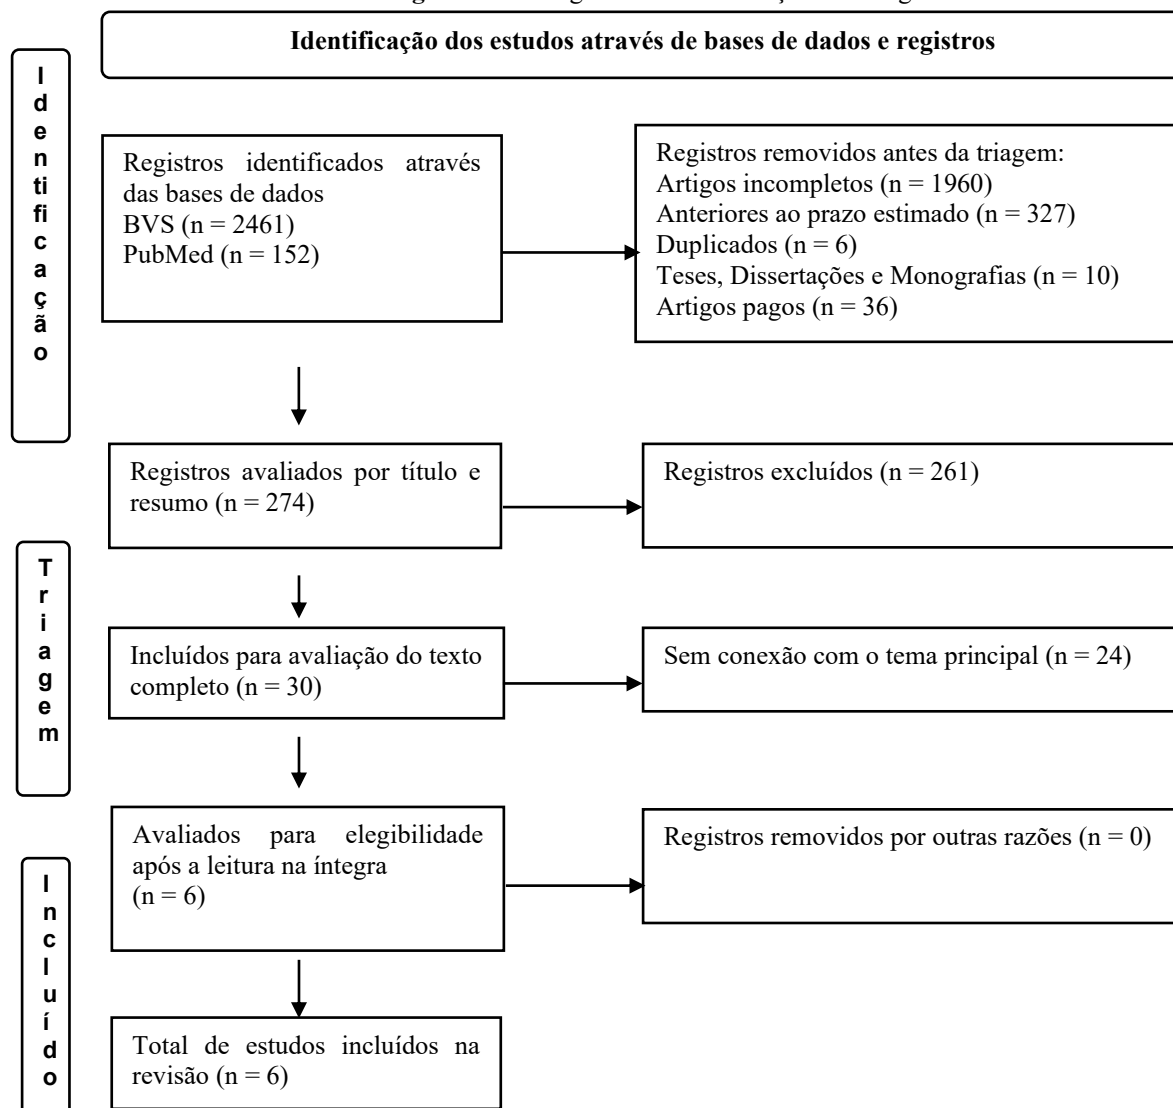 Identificação dos estudos através de bases de dados e registros
Identificação
Registros identificados através
das bases de dados
BVS (n = 2461)
PubMed (n = 152)
Registros removidos antes da triagem:
Artigos incompletos (n = 1960)
Anteriores ao prazo estimado (n = 327)
Duplicados (n = 6)
Teses, Dissertações e Monografias (n = 10)
Artigos pagos (n = 36)
Registros avaliados por título e
resumo (n = 274)
Registros excluídos (n = 261)
Triagem
Incluídos para avaliação do texto
completo (n = 30)
Sem conexão com o tema principal (n = 24)
Incluído
Avaliados para elegibilidade
após a leitura na íntegra
(n = 6)
Registros removidos por outras razões (n = 0)
Total de estudos incluídos na
revisão (n = 6)